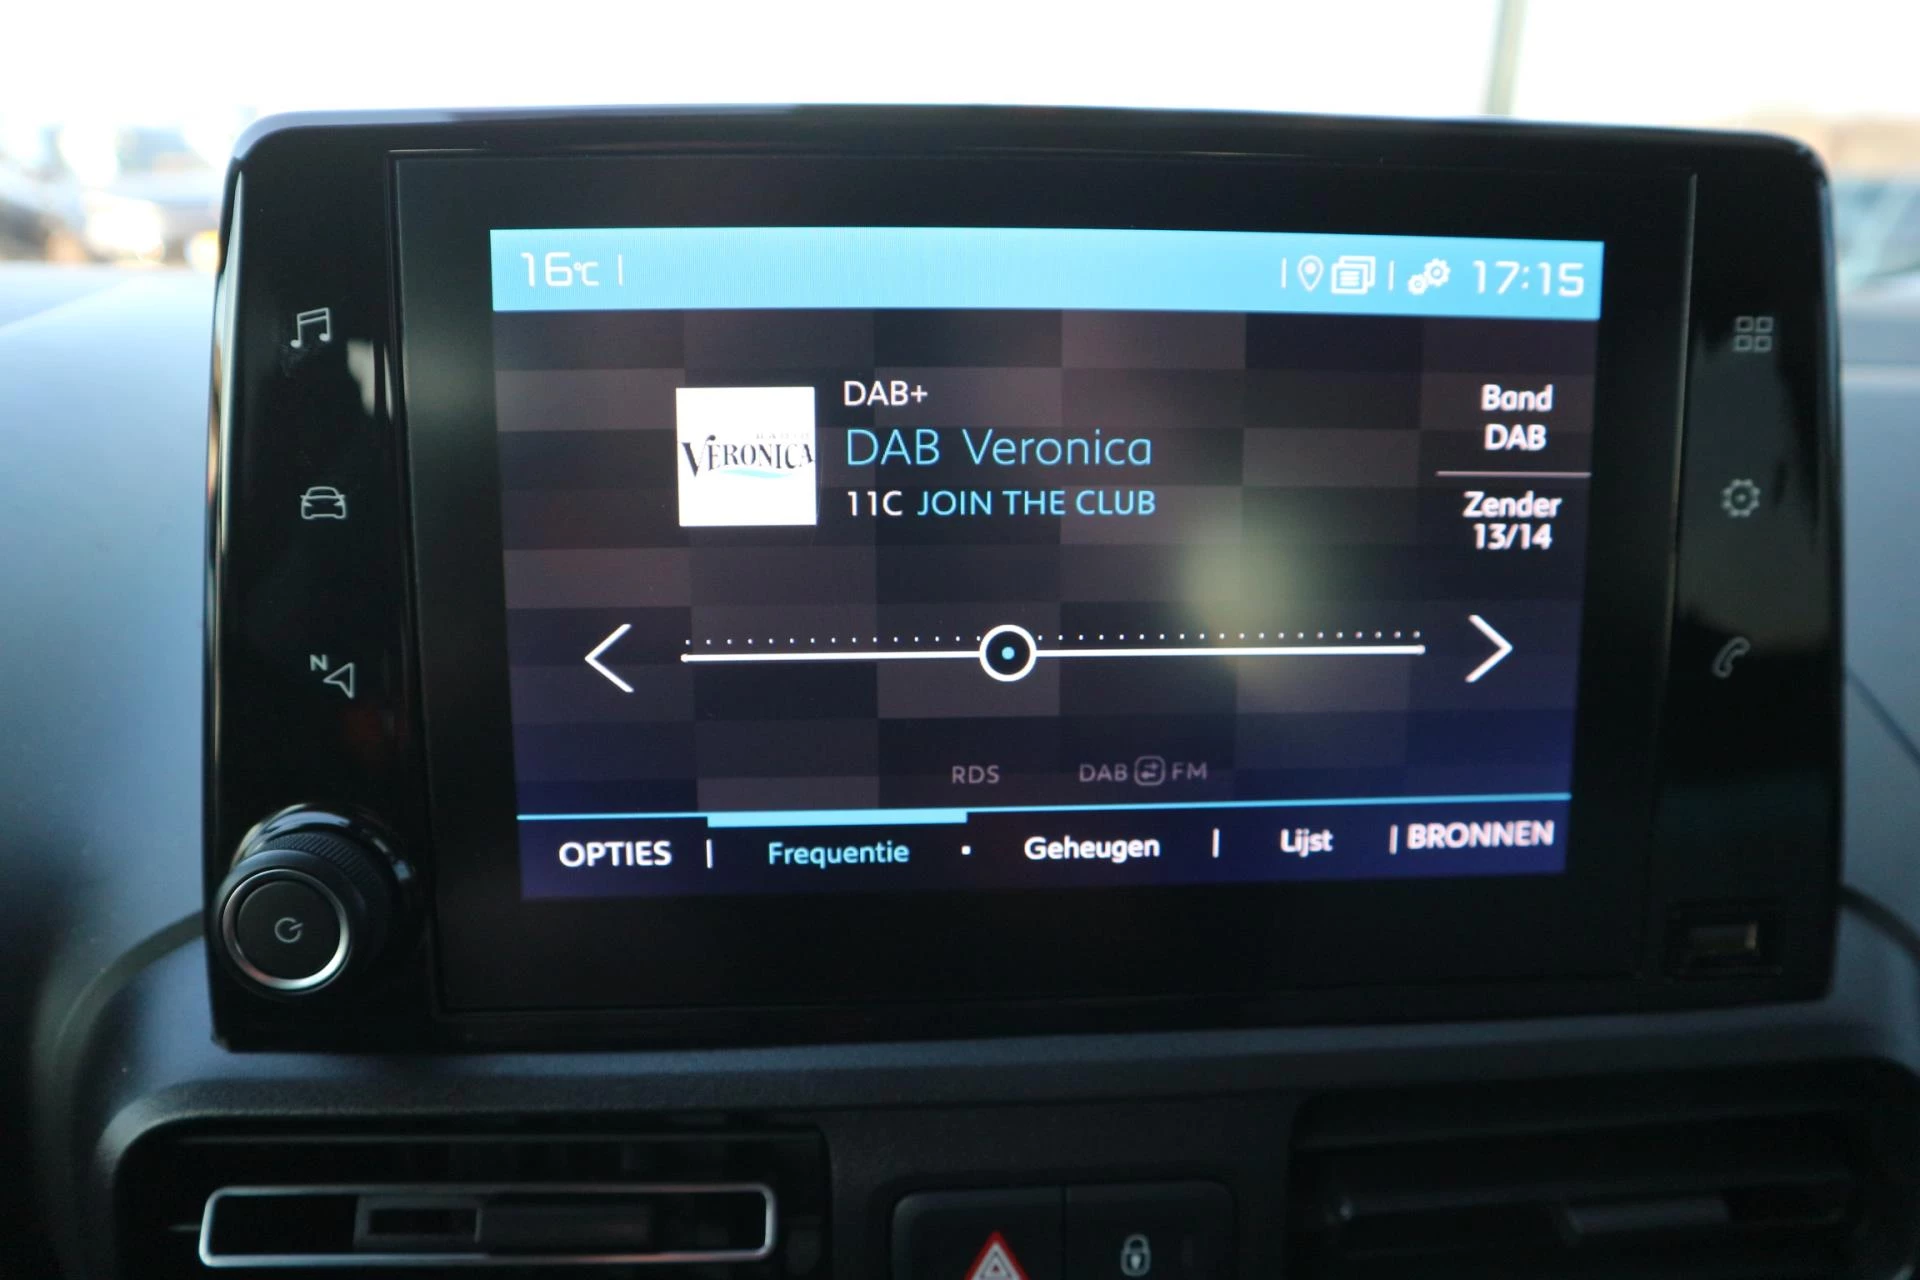 16°C
17:15
DAB+
DAB Veronica
11C JOIN THE CLUB
VERONICA
Band
DAB
Zender
13/14
N
RDS
DAB FM
OPTIES | Frequentie • Geheugen | Lijst | BRONNEN